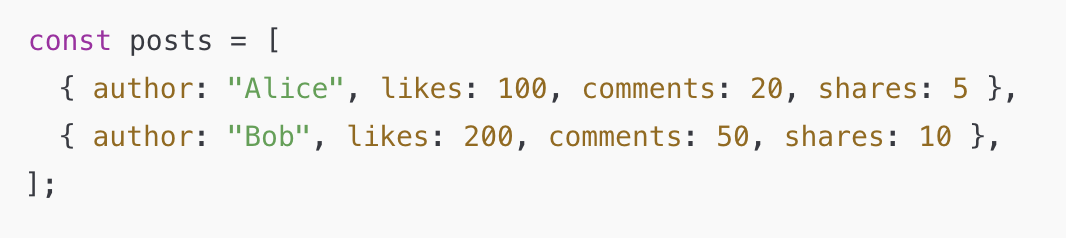 const posts = [
  { author: "Alice", likes: 100, comments: 20, shares: 5 },
  { author: "Bob", likes: 200, comments: 50, shares: 10 },
];